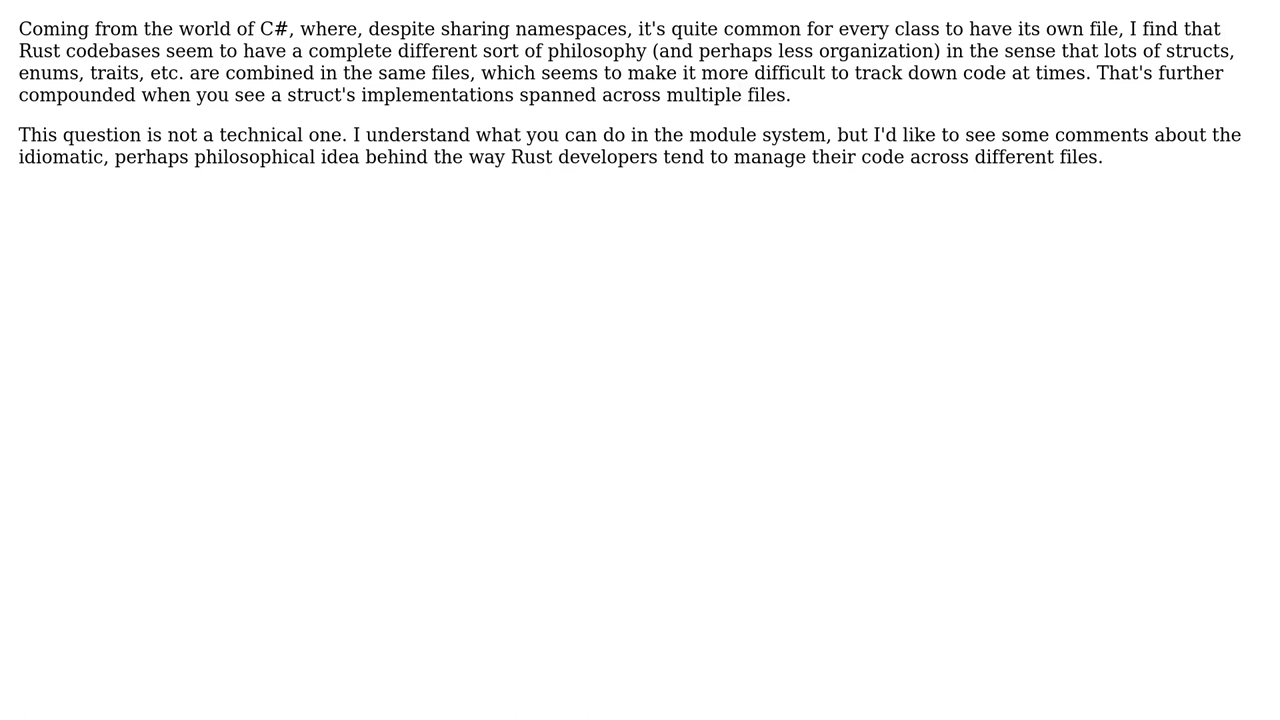 Coming from the world of C#, where, despite sharing namespaces, it's quite common for every class to have its own file, I find that
Rust codebases seem to have a complete different sort of philosophy (and perhaps less organization) in the sense that lots of structs,
enums, traits, etc. are combined in the same files, which seems to make it more difficult to track down code at times. That's further
compounded when you see a struct's implementations spanned across multiple files.
This question is not a technical one. I understand what you can do in the module system, but I'd like to see some comments about the
idiomatic, perhaps philosophical idea behind the way Rust developers tend to manage their code across different files.